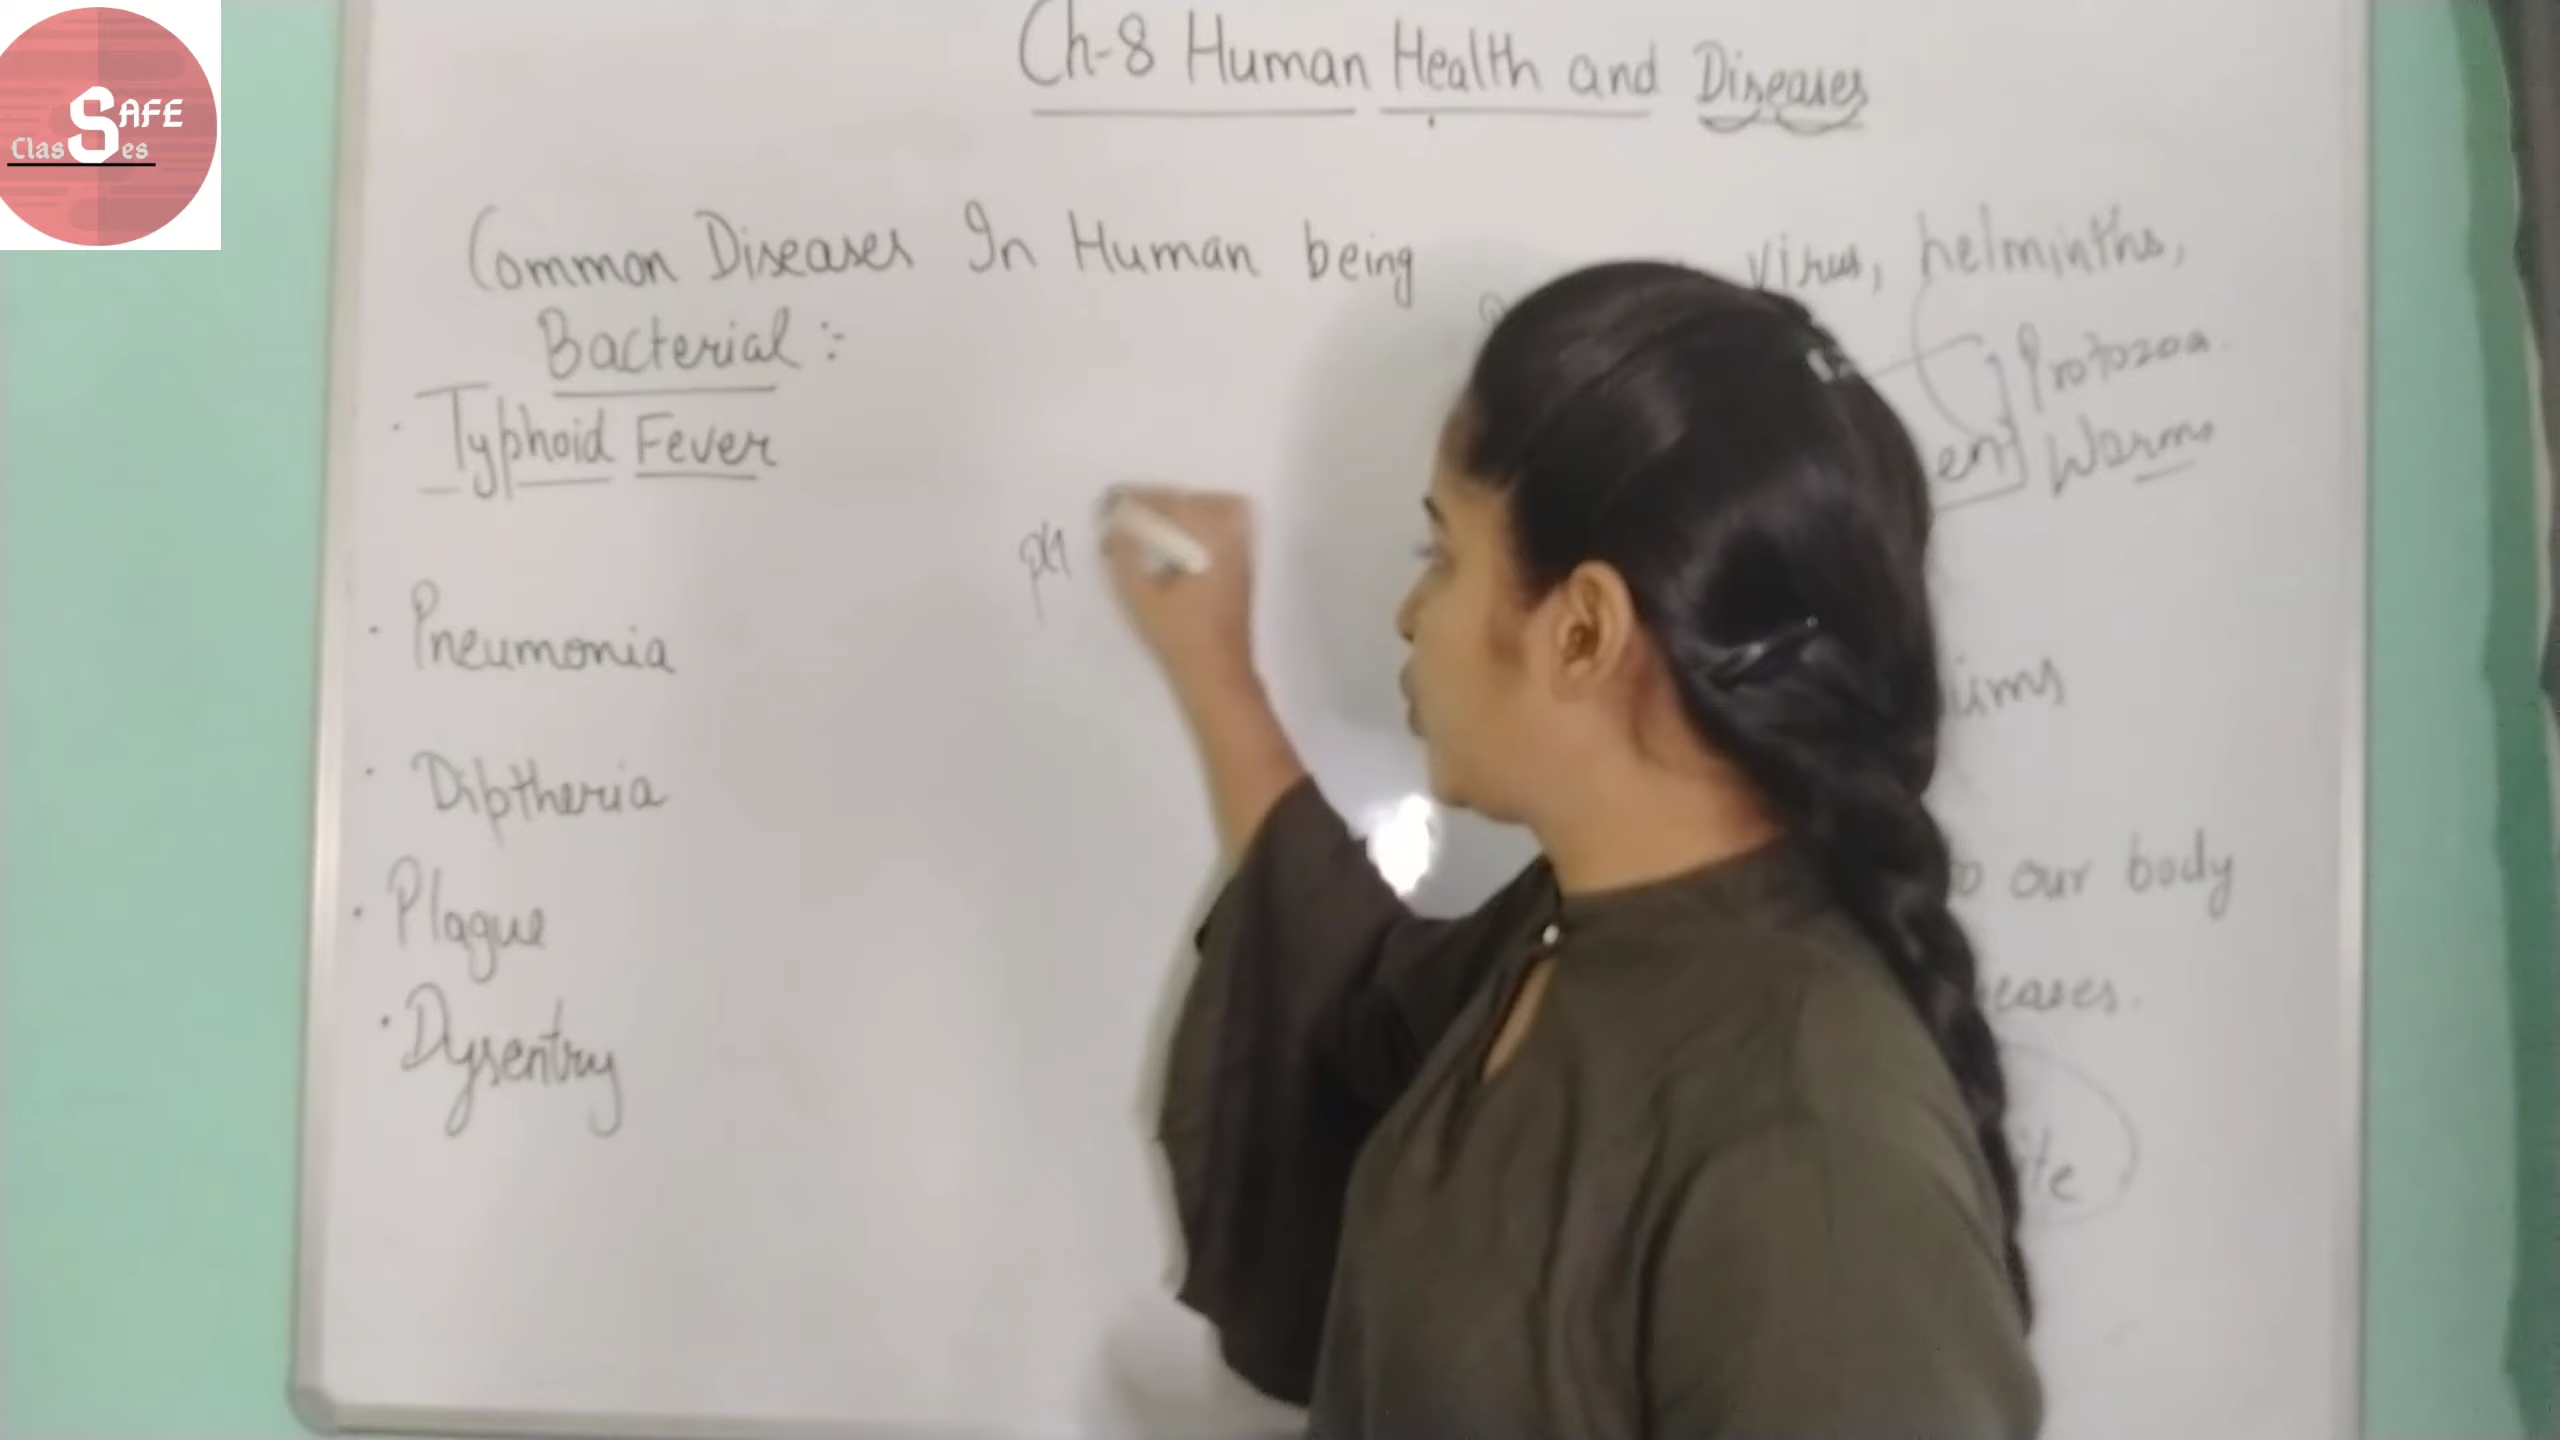 SAFE
Classes
Ch-8 Human Health and Diseases
Common Diseases In Human being
virus, helminths,
Bacterial :-
Protozoa.
· Typhoid Fever
Worms
pH
· Pneumonia
· Diptheria
our body
· Plague
· Dysentry